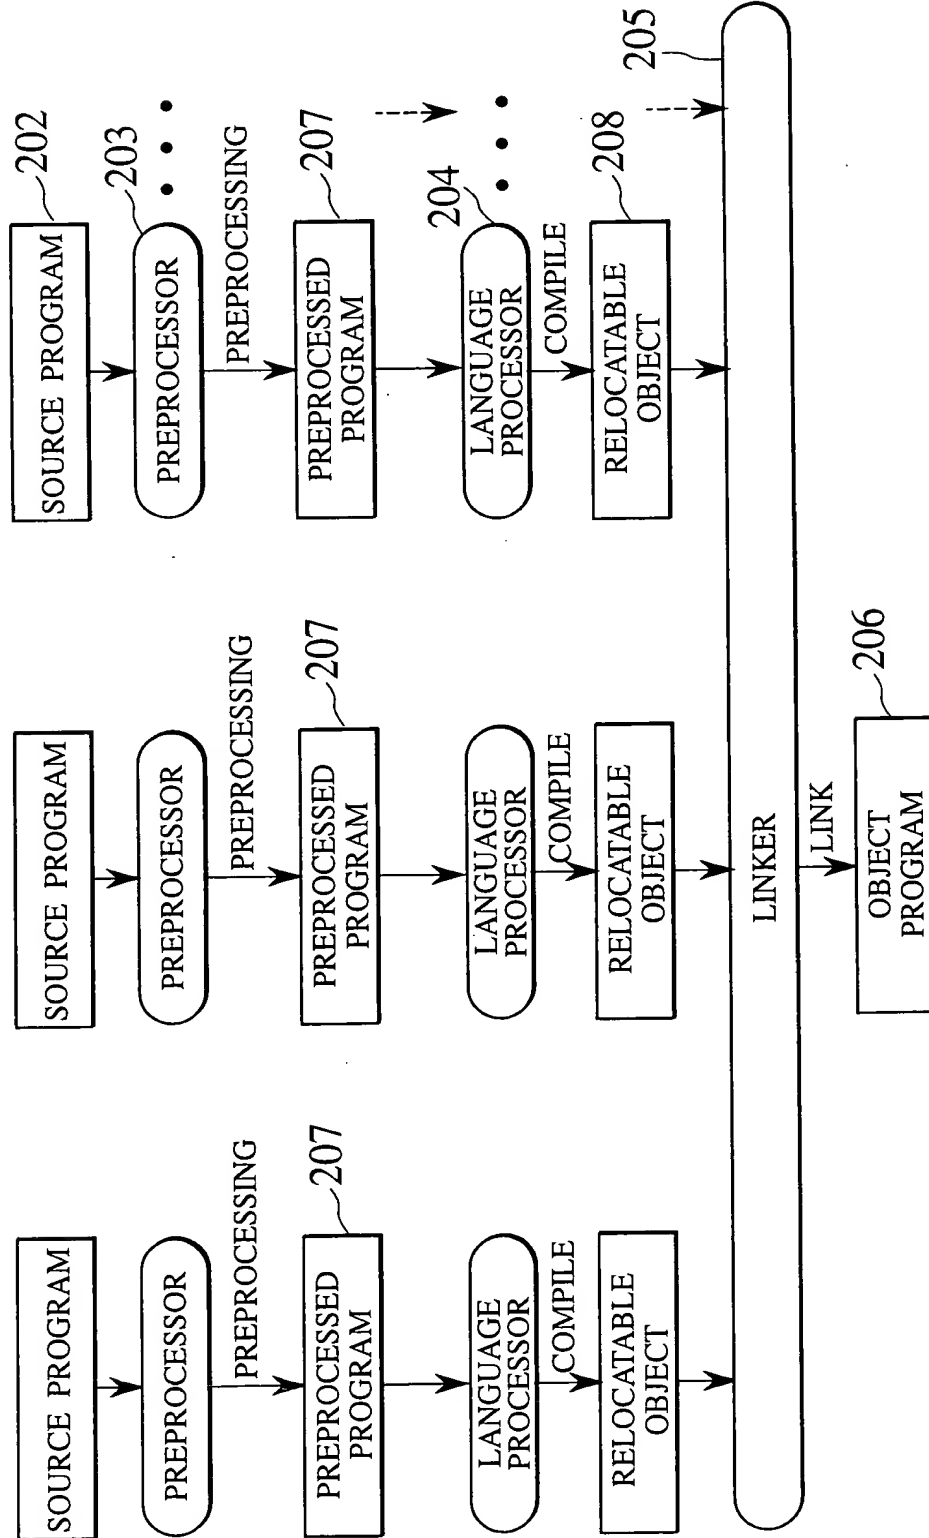 SOURCE PROGRAM
SOURCE PROGRAM
SOURCE PROGRAM
202
PREPROCESSOR
PREPROCESSOR
PREPROCESSOR
203
PREPROCESSING
PREPROCESSING
PREPROCESSING
PREPROCESSED
PROGRAM
207
PREPROCESSED
PROGRAM
207
PREPROCESSED
PROGRAM
207
LANGUAGE
PROCESSOR
LANGUAGE
PROCESSOR
LANGUAGE
PROCESSOR
204
COMPILE
COMPILE
COMPILE
RELOCATABLE
OBJECT
RELOCATABLE
OBJECT
RELOCATABLE
OBJECT
208
LINKER
205
LINK
OBJECT
PROGRAM
206